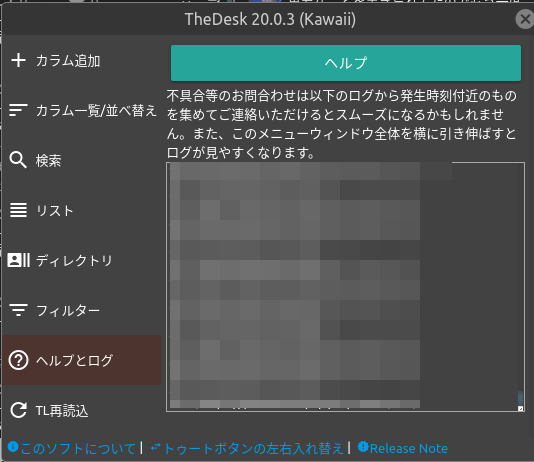 TheDesk 20.0.3 (Kawaii)
カラム追加
カラム一覧/並べ替え
検索
リスト
ディレクトリ
フィルター
ヘルプとログ
TL再読込
ヘルプ
不具合等のお問合わせは以下のログから発生時刻付近のもの
を集めてご連絡いただけるとスムーズになるかもしれませ
ん。また、このメニューウィンドウ全体を横に引き伸ばすと
ログが見やすくなります。
このソフトについて | トゥートボタンの左右入れ替え | Release Note